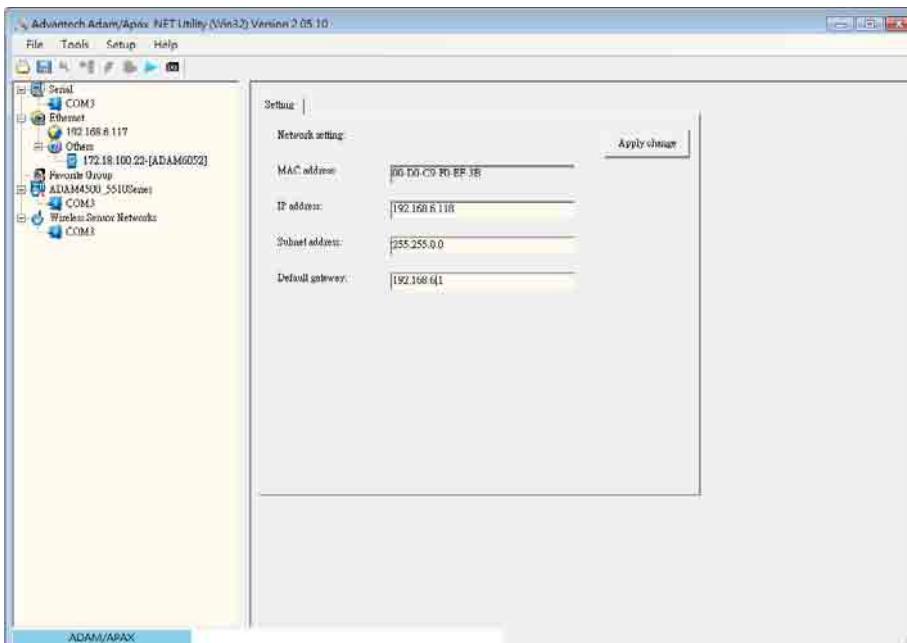 Advantech Adam/Apax .NET Utility (Win32) Version 2.05.10
File Tools Setup Help
Serial
COM3
Ethernet
192.168.6.117
Others
172.18.100.22-[ADAM6052]
Favorite Group
ADAM4500_5510Series
COM3
Wireless Sensor Networks
COM3
Setting
Network setting:
Apply change
MAC address:
00-D0-C9-F0-EF-3B
IP address:
192.168.6.118
Subnet address:
255.255.0.0
Default gateway:
192.168.6.1
ADAM/APAX